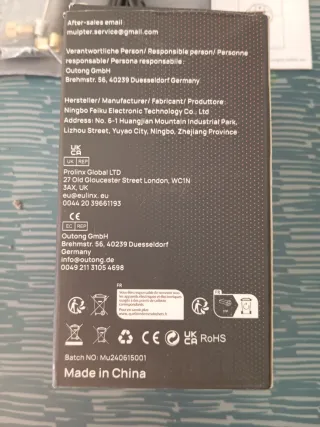 After-sales email:
mulpter.service@gmail.com
Verantwortliche Person/ Responsible person/ Personne
responsable/ Persona responsabile:
Outong GmbH
Brehmstr. 56, 40239 Duesseldorf Germany
Hersteller/ Manufacturer/ Fabricant/ Produttore:
Ningbo Feiku Electronic Technology Co., Ltd
Address: No. 6-1 Huangjian Mountain Industrial Park,
Lizhou Street, Yuyao City, Ningbo, Zhejiang Province
UK
CA
UK REP
Prolinx Global LTD
27 Old Gloucester Street London, WC1N
3AX, UK
eu@eulinx.eu
0044 20 39661193
CE
EC REP
Outong GmbH
Brehmstr. 56, 40239 Duesseldorf
Germany
info@outong.de
0049 211 3105 4698
FR
FR
CE UK
CA RoHS
Batch NO: Mu240615001
Made in China